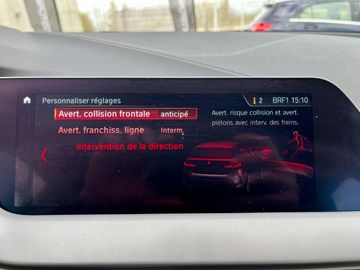 Personnaliser réglages
2 BRF1 15:10
Avert. collision frontale anticipé
Avert. franchiss. ligne Interm.
Intervention de la direction
Avert. risque collision et avert.
piétons avec interv. des freins.